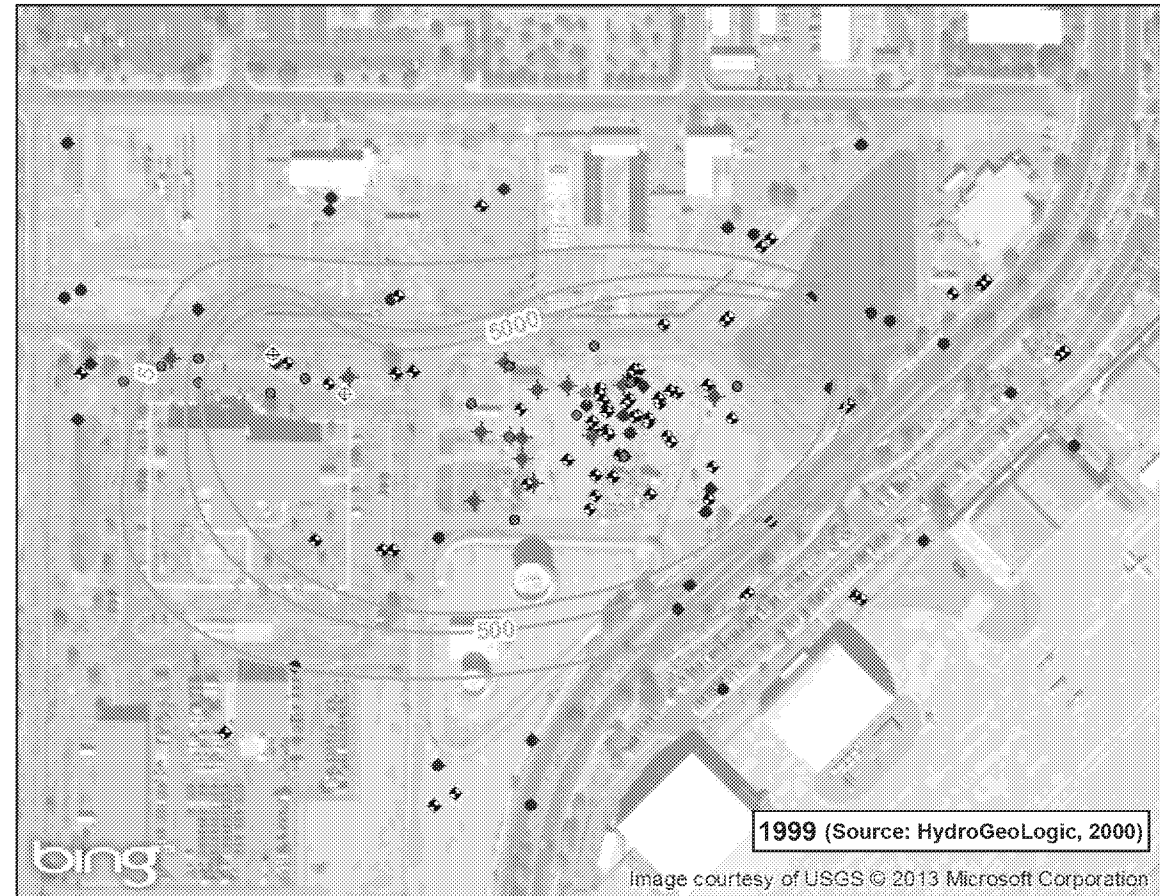 5000
500
1999 (Source: HydroGeoLogic, 2000)
bing
Image courtesy of USGS © 2013 Microsoft Corporation